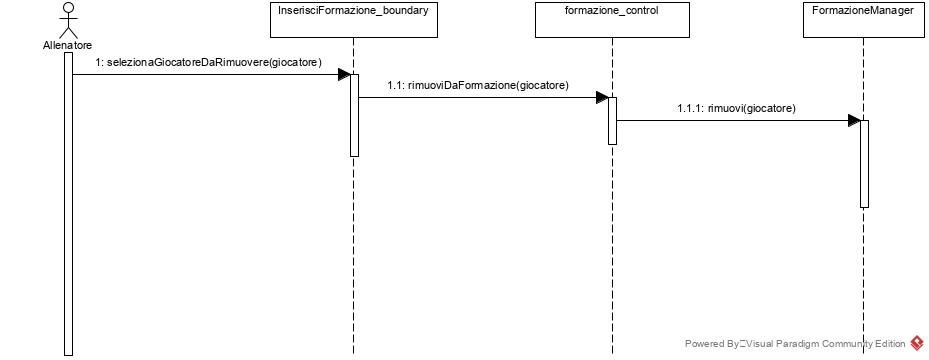 InserisciFormazione_boundary
formazione_control
FormazioneManager
Allenatore
1: selezionaGiocatoreDaRimuovere(giocatore)
1.1: rimuoviDaFormazione(giocatore)
1.1.1: rimuovi(giocatore)
Powered By Visual Paradigm Community Edition